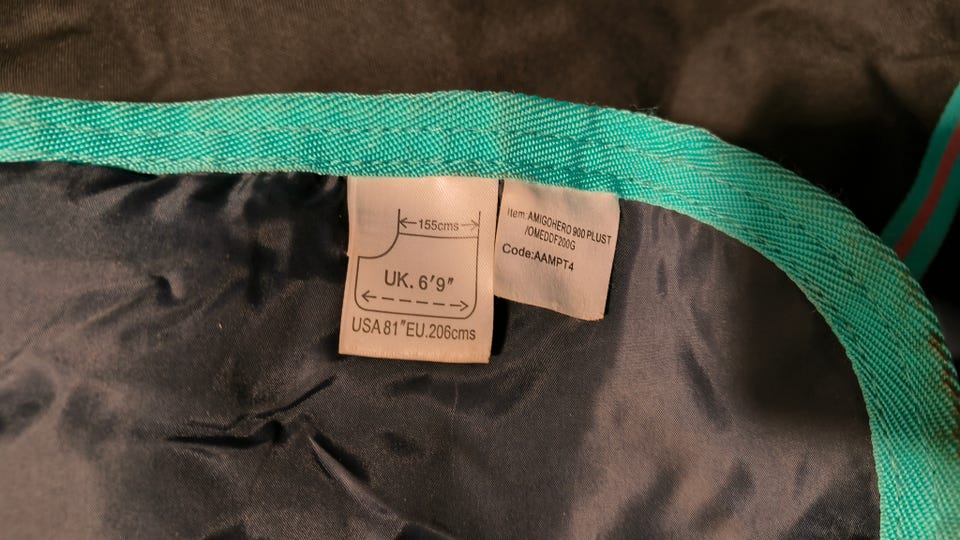 155cms
UK. 6'9"
USA 81" EU.206cms
Item: AMIGOHERO 900 PLUST
/OMEDDF200G
Code:AAMPT4